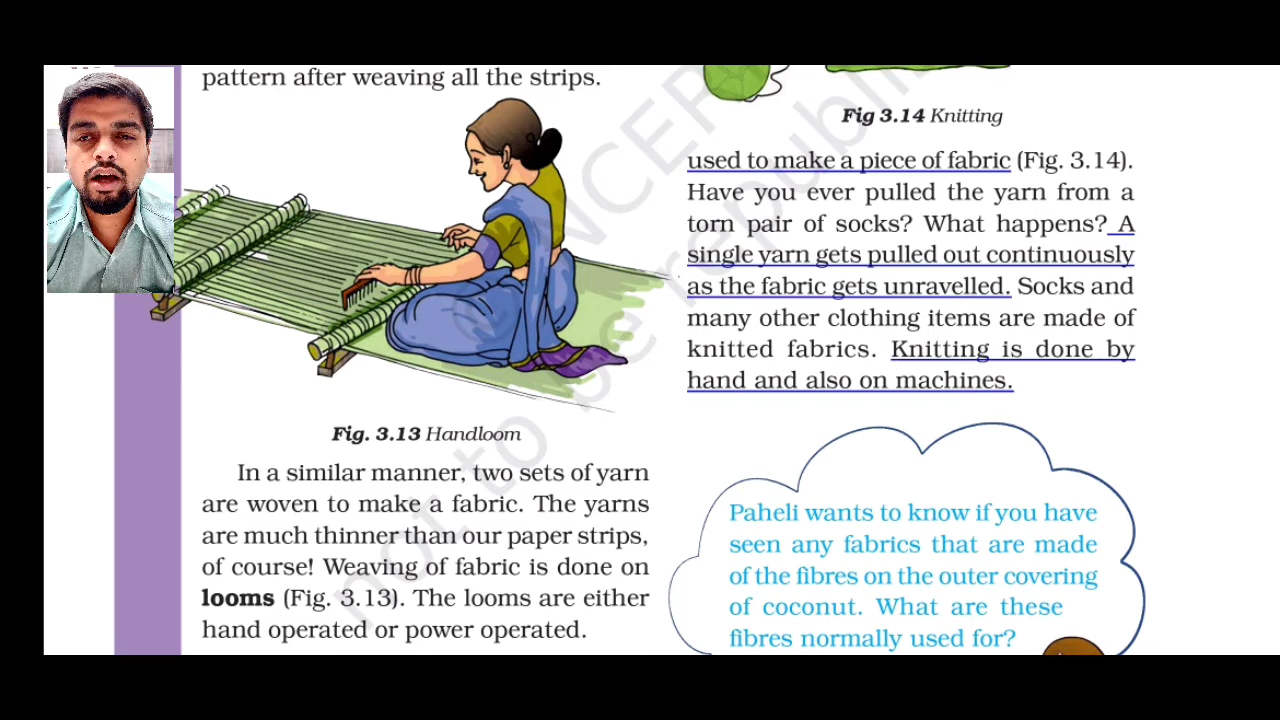 pattern after weaving all the strips.
Fig. 3.13 Handloom
In a similar manner, two sets of yarn
are woven to make a fabric. The yarns
are much thinner than our paper strips,
of course! Weaving of fabric is done on
looms (Fig. 3.13). The looms are either
hand operated or power operated.
Fig 3.14 Knitting
used to make a piece of fabric (Fig. 3.14).
Have you ever pulled the yarn from a
torn pair of socks? What happens? A
single yarn gets pulled out continuously
as the fabric gets unravelled. Socks and
many other clothing items are made of
knitted fabrics. Knitting is done by
hand and also on machines.
Paheli wants to know if you have
seen any fabrics that are made
of the fibres on the outer covering
of coconut. What are these
fibres normally used for?
not to be republi
© NCER